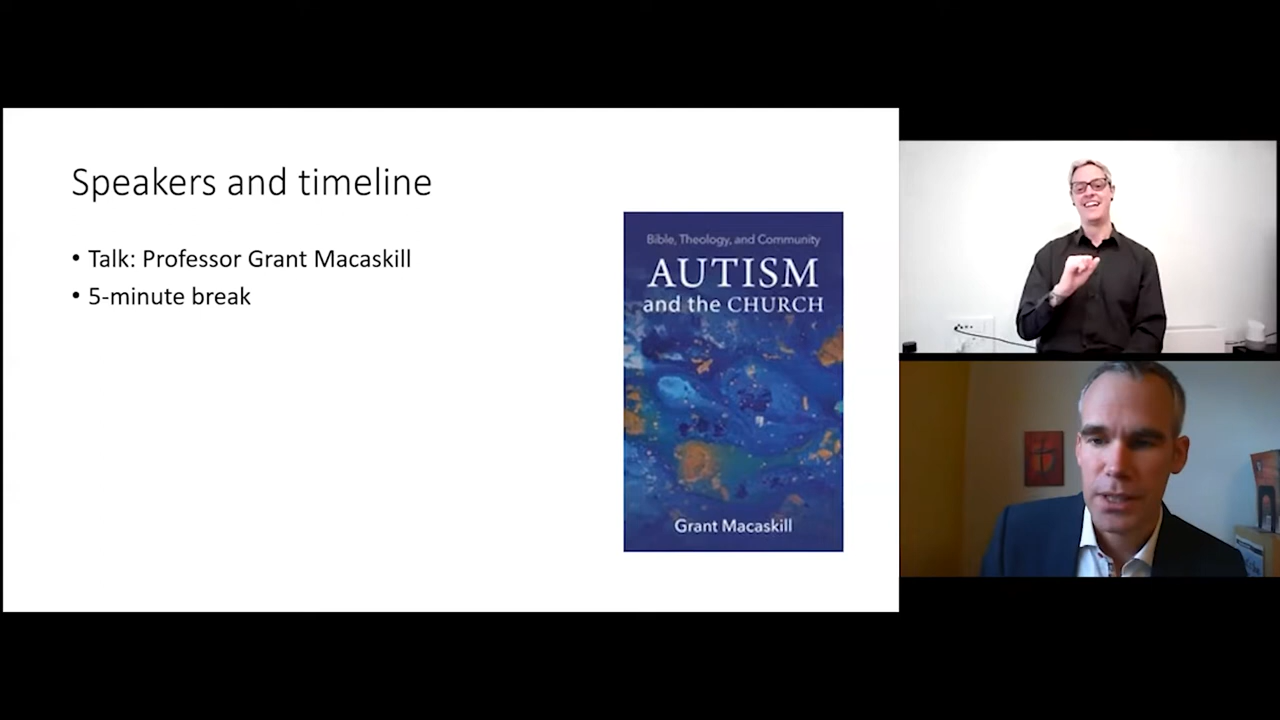 Speakers and timeline
• Talk: Professor Grant Macaskill
• 5-minute break
Bible, Theology, and Community
AUTISM
and the CHURCH
Grant Macaskill